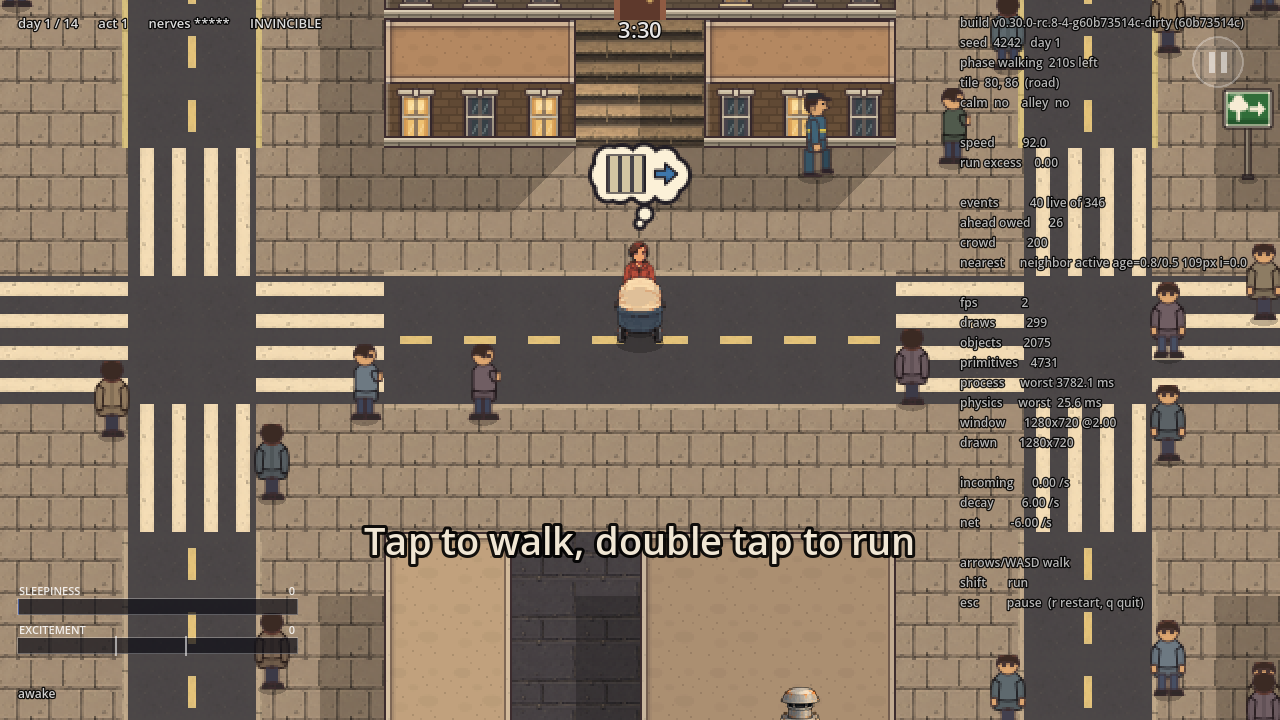 day 1 / 14 act 1 nerves ***** INVINCIBLE
3:30
build v0.30.0-rc.8-4-g60b73514c-dirty (60b73514c)
seed 4242 day 1
phase walking 210s left
tile 80, 86 (road)
calm no alley no
speed 92.0
run excess 0.00
events 40 live of 346
ahead owed 26
crowd 200
nearest neighbor active age=0.8/0.5 109px i=0.0
fps 2
draws 299
objects 2075
primitives 4731
process worst 3782.1 ms
physics worst 25.6 ms
window 1280x720 @2.00
drawn 1280x720
incoming 0.00 /s
decay 6.00 /s
net -6.00 /s
Tap to walk, double tap to run
arrows/WASD walk
shift run
esc pause (r restart, q quit)
SLEEPINESS 0
EXCITEMENT 0
awake